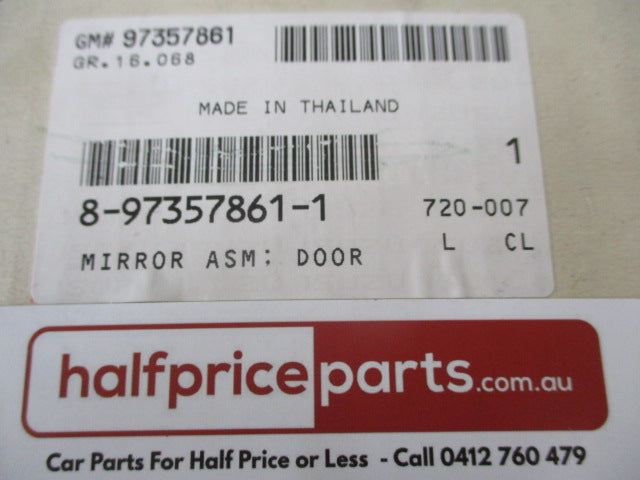 GM# 97357861
GR.16.068
MADE IN THAILAND
1
8-97357861-1 720-007
MIRROR ASM; DOOR L CL
halfpriceparts.com.au
Car Parts For Half Price or Less - Call 0412 760 479